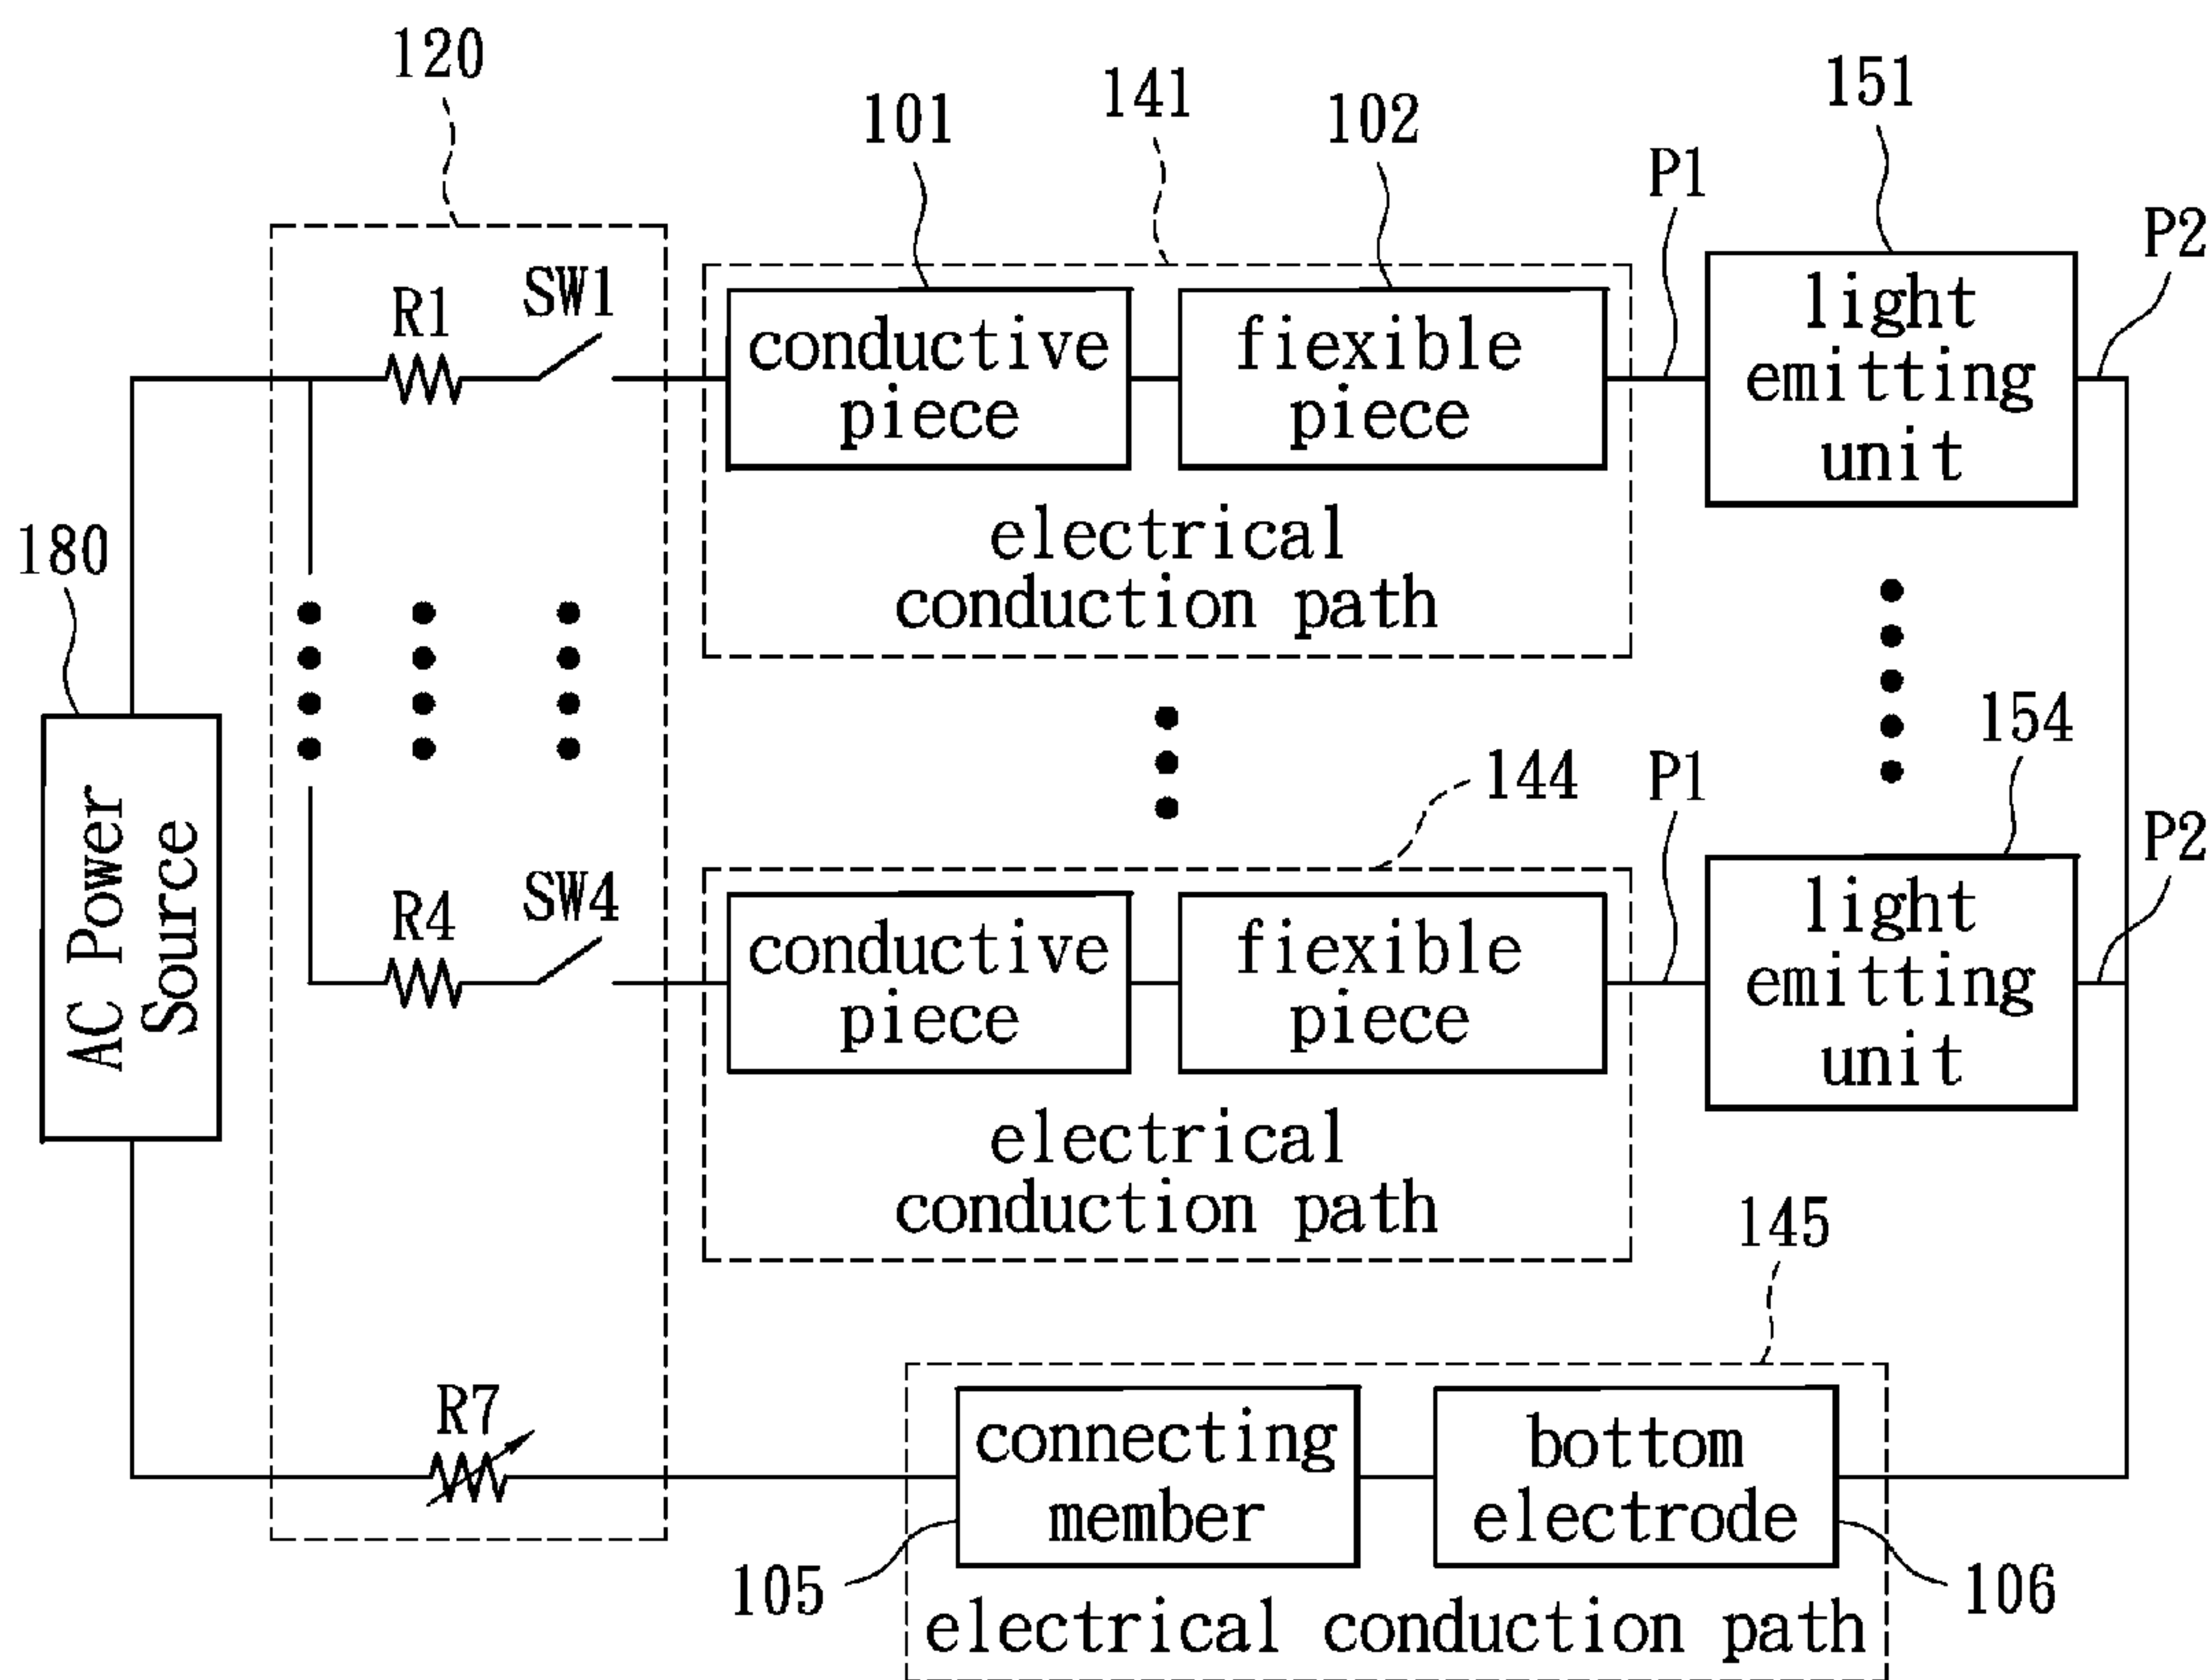 120
141
101
102
151
P1
P2
R1
SW1
conductive
piece
fiexible
piece
light
emitting
unit
electrical
conduction path
180
AC Power
Source
154
144
P1
P2
R4
SW4
conductive
piece
fiexible
piece
light
emitting
unit
electrical
conduction path
145
R7
connecting
member
bottom
electrode
105
106
electrical conduction path